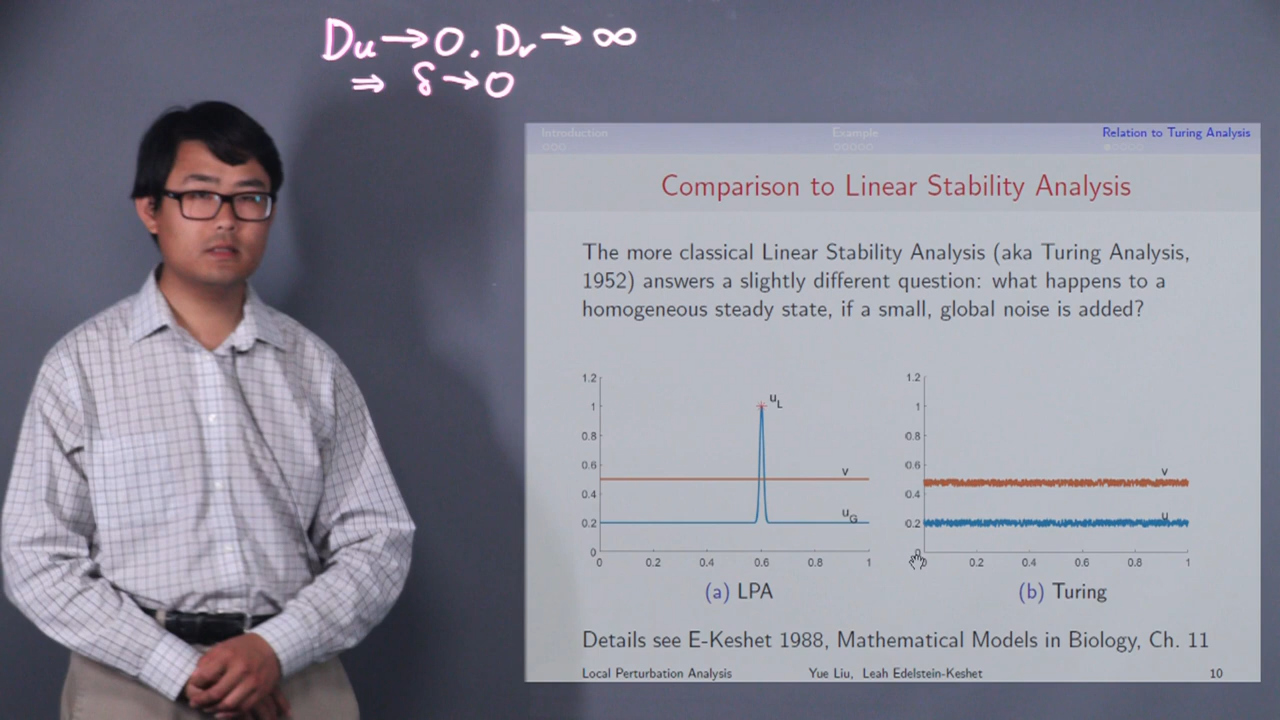 Du → 0. Dv → ∞
⇒ δ → 0
Introduction Example Relation to Turing Analysis
Comparison to Linear Stability Analysis
The more classical Linear Stability Analysis (aka Turing Analysis,
1952) answers a slightly different question: what happens to a
homogeneous steady state, if a small, global noise is added?
1.2
1
0.8
0.6
0.4
0.2
0
0 0.2 0.4 0.6 0.8 1
uL
v
uG
(a) LPA
1.2
1
0.8
0.6
0.4
0.2
0
0.2 0.4 0.6 0.8 1
v
u
(b) Turing
Details see E-Keshet 1988, Mathematical Models in Biology, Ch. 11
Local Perturbation Analysis Yue Liu, Leah Edelstein-Keshet 10